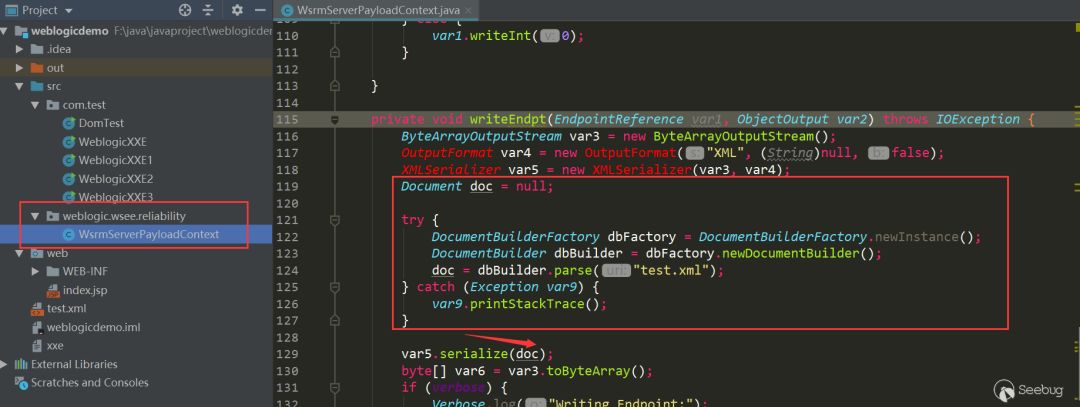 Project
WsrmServerPayloadContext.java
weblogicdemo F:\java\javaproject\weblogicdem
.idea
out
src
com.test
DomTest
WeblogicXXE
WeblogicXXE1
WeblogicXXE2
WeblogicXXE3
weblogic.wsee.reliability
WsrmServerPayloadContext
web
WEB-INF
index.jsp
test.xml
weblogicdemo.iml
xxe
External Libraries
Scratches and Consoles
109 } else {
110 var1.writeInt( v: 0);
111 }
112
113 }
114
115 private void writeEndpt(EndpointReference var1, ObjectOutput var2) throws IOException {
116 ByteArrayOutputStream var3 = new ByteArrayOutputStream();
117 OutputFormat var4 = new OutputFormat( s: "XML", (String)null, b: false);
118 XMLSerializer var5 = new XMLSerializer(var3, var4);
119 Document doc = null;
120
121 try {
122 DocumentBuilderFactory dbFactory = DocumentBuilderFactory.newInstance();
123 DocumentBuilder dbBuilder = dbFactory.newDocumentBuilder();
124 doc = dbBuilder.parse( uri: "test.xml");
125 } catch (Exception var9) {
126 var9.printStackTrace();
127 }
128
129 var5.serialize(doc);
130 byte[] var6 = var3.toByteArray();
131 if (verbose) {
132 Verbose.log( o: "Writing Endpoint:");
Seebug